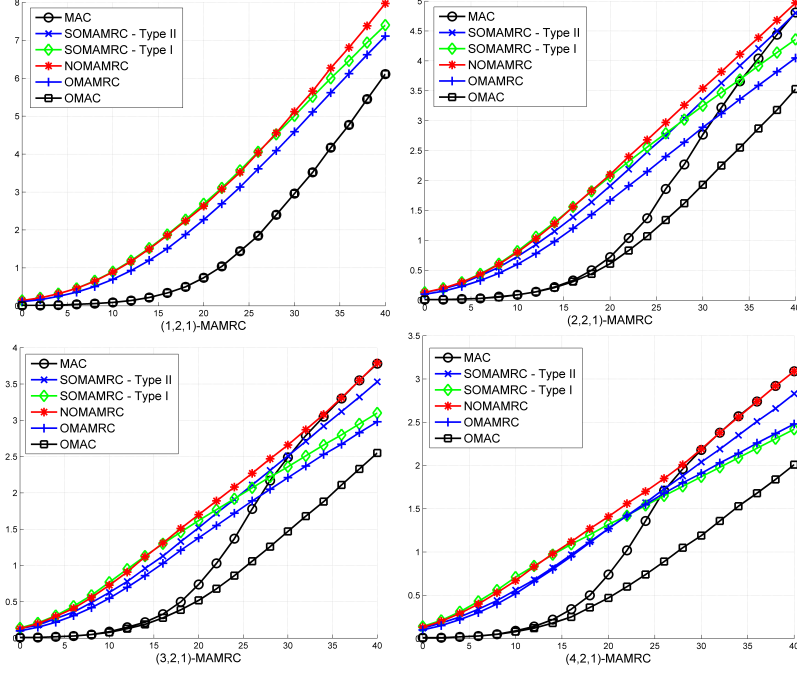 8
7
6
5
4
3
2
1
0
MAC
SOMAMRC - Type II
SOMAMRC - Type I
NOMAMRC
OMAMRC
OMAC
0 5 10 15 20 25 30 35 40
(1,2,1)-MAMRC
5
4.5
4
3.5
3
2.5
2
1.5
1
0.5
0
MAC
SOMAMRC - Type II
SOMAMRC - Type I
NOMAMRC
OMAMRC
OMAC
0 5 10 15 20 25 30 35 40
(2,2,1)-MAMRC
4
3.5
3
2.5
2
1.5
1
0.5
0
MAC
SOMAMRC - Type II
SOMAMRC - Type I
NOMAMRC
OMAMRC
OMAC
0 5 10 15 20 25 30 35 40
(3,2,1)-MAMRC
3.5
3
2.5
2
1.5
1
0.5
0
MAC
SOMAMRC - Type II
SOMAMRC - Type I
NOMAMRC
OMAMRC
OMAC
0 5 10 15 20 25 30 35 40
(4,2,1)-MAMRC